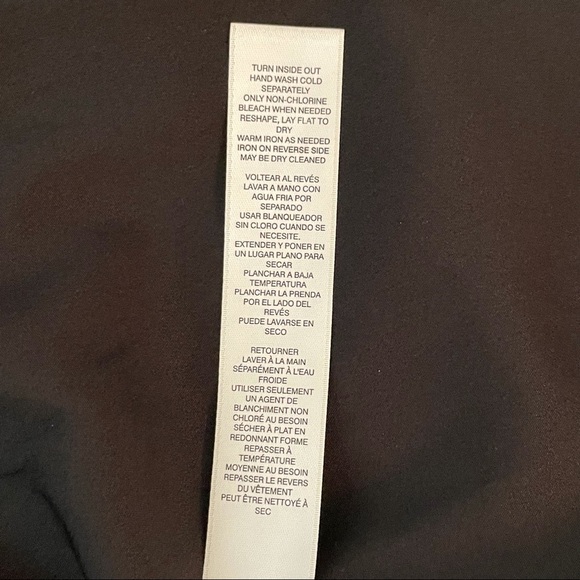 TURN INSIDE OUT
HAND WASH COLD
SEPARATELY
ONLY NON-CHLORINE
BLEACH WHEN NEEDED
RESHAPE, LAY FLAT TO
DRY
WARM IRON AS NEEDED
IRON ON REVERSE SIDE
MAY BE DRY CLEANED
VOLTEAR AL REVÉS
LAVAR A MANO CON
AGUA FRIA POR
SEPARADO
USAR BLANQUEADOR
SIN CLORO CUANDO SE
NECESITE.
EXTENDER Y PONER EN
UN LUGAR PLANO PARA
SECAR
PLANCHAR A BAJA
TEMPERATURA
PLANCHAR LA PRENDA
POR EL LADO DEL
REVÉS
PUEDE LAVARSE EN
SECO
RETOURNER
LAVER À LA MAIN
SÉPARÉMENT À L'EAU
FROIDE
UTILISER SEULEMENT
UN AGENT DE
BLANCHIMENT NON
CHLORÉ AU BESOIN
SÉCHER À PLAT EN
REDONNANT FORME
REPASSER À
TEMPÉRATURE
MOYENNE AU BESOIN
REPASSER LE REVERS
DU VÊTEMENT
PEUT ÊTRE NETTOYÉ À
SEC